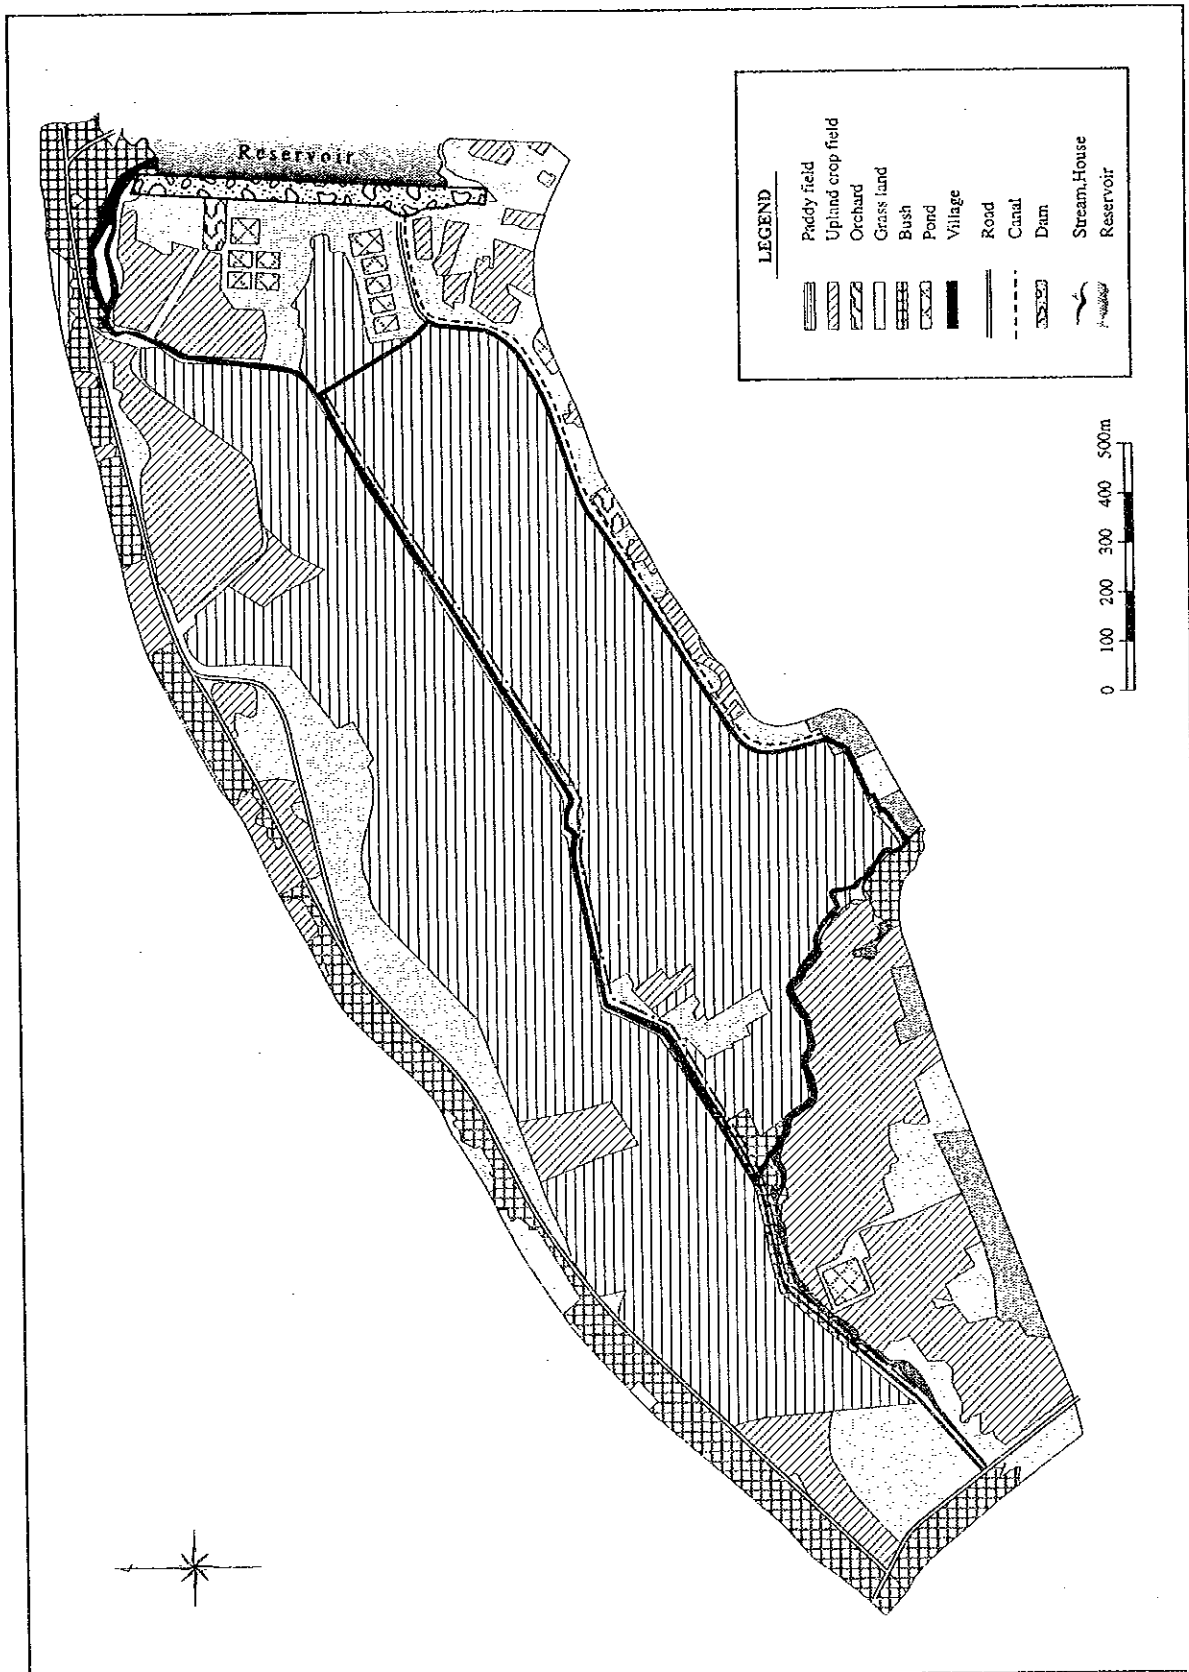 Reservoir
LEGEND
Paddy field
Upland crop field
Orchard
Grass land
Bush
Pond
Village
Road
Canal
Dam
Stream,House
Reservoir
0 100 200 300 400 500m